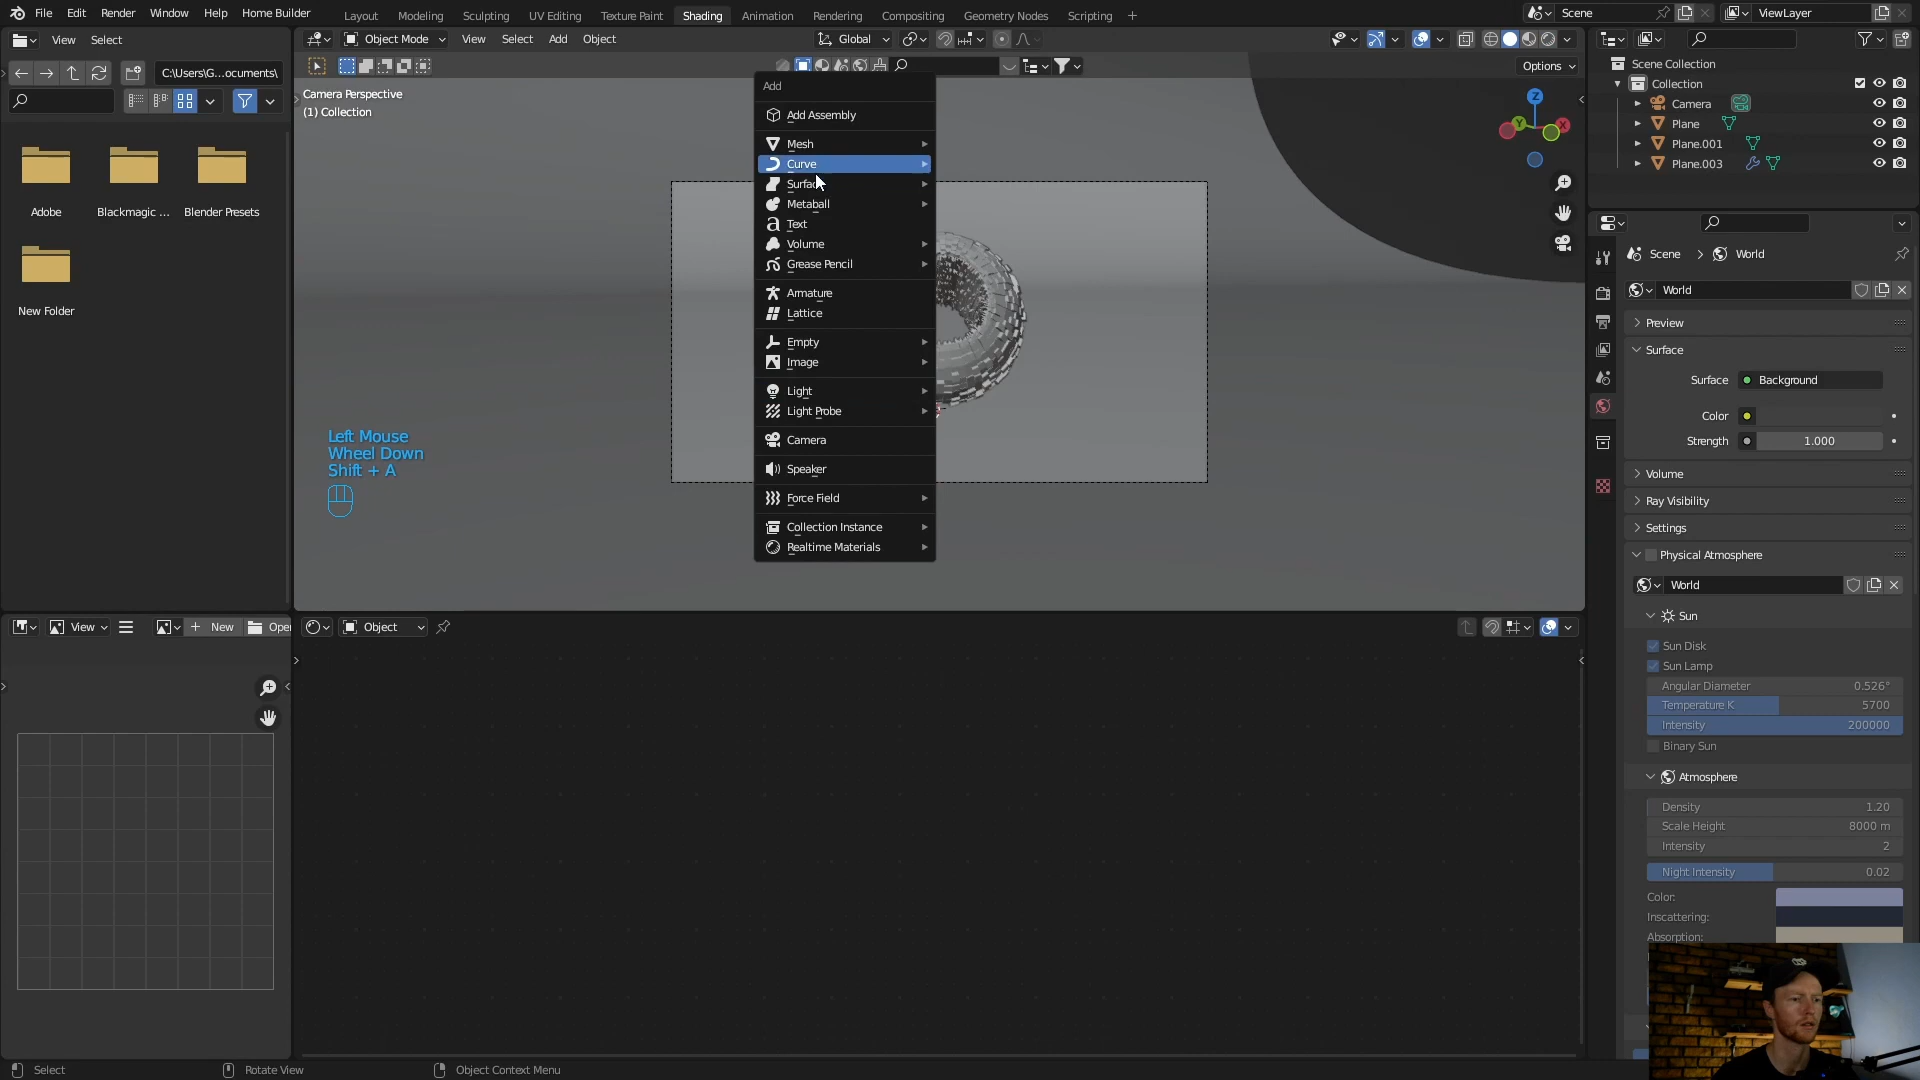 File Edit Render Window Help Home Builder
Layout Modeling Sculpting UV Editing Texture Paint Shading Animation Rendering Compositing Geometry Nodes Scripting +
Scene ViewLayer
View Select
Object Mode View Select Add Object
Global
C:\Users\G...ocuments\
Options
Camera Perspective
(1) Collection
Adobe
Blackmagic ...
Blender Presets
New Folder
Add
Add Assembly
Mesh
Curve
Metaball
Text
Volume
Grease Pencil
Armature
Lattice
Empty
Image
Light
Light Probe
Camera
Speaker
Force Field
Collection Instance
Realtime Materials
Left Mouse
Wheel Down
Shift + A
Z
Y
X
Scene Collection
Collection
Camera
Plane
Plane.001
Plane.003
Scene > World
World
Preview
Surface
Surface Background
Color
Strength 1.000
Volume
Ray Visibility
Settings
Physical Atmosphere
World
Sun
Sun Disk
Sun Lamp
Angular Diameter 0.526°
Temperature K 5700
Intensity 200000
Binary Sun
Atmosphere
Density 1.20
Scale Height 8000 m
Intensity 2
Night Intensity 0.02
Color:
Inscattering:
Absorption:
View + New Open
Object
Select Rotate View Object Context Menu